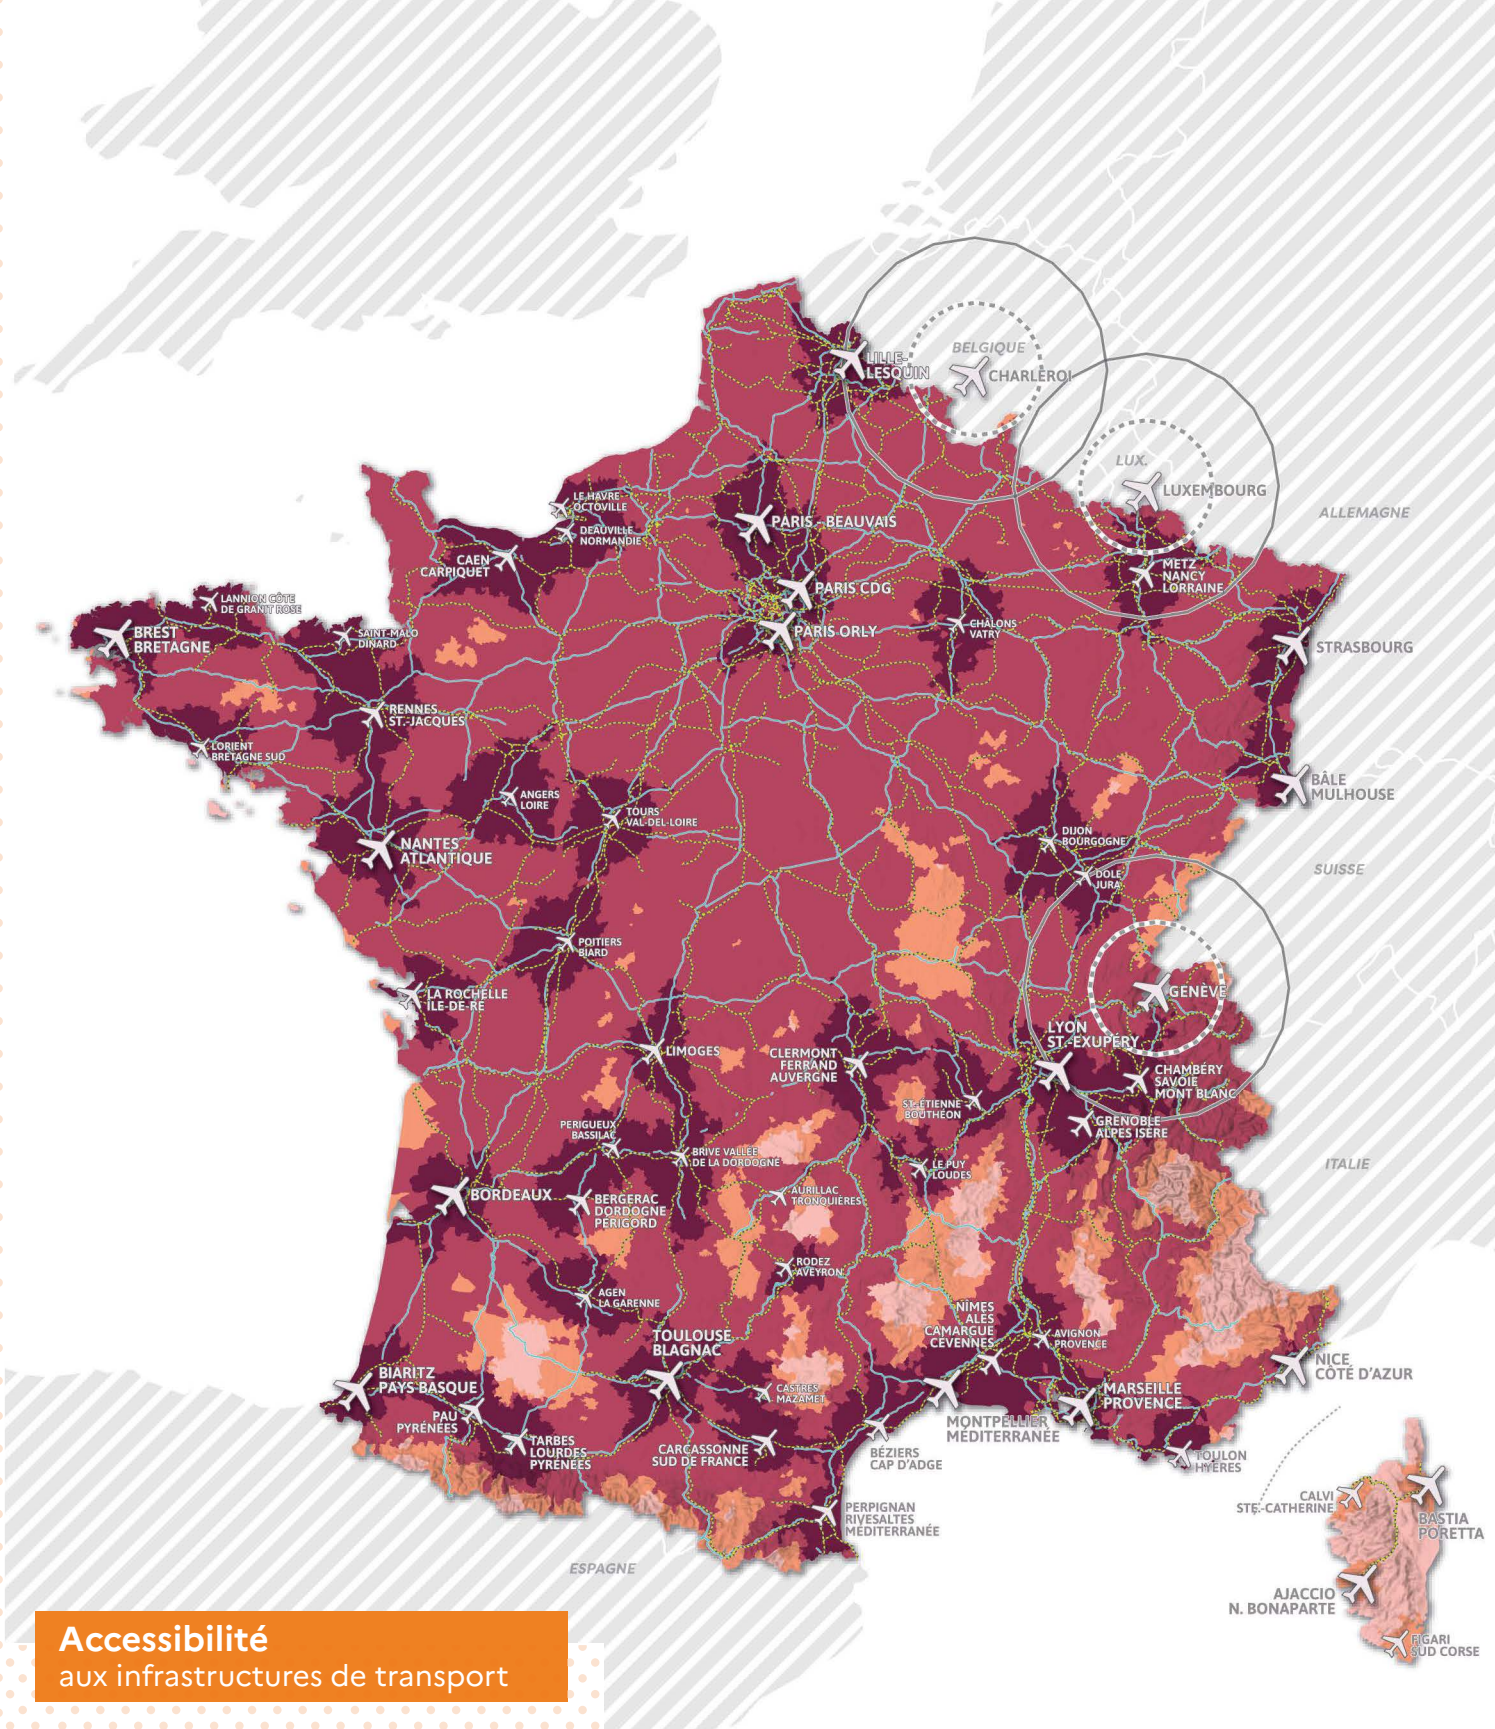 BELGIQUE
LILLE-
LESQUIN
CHARLEROI
LUX.
LUXEMBOURG
ALLEMAGNE
LE HAVRE
OCTOVILLE
DEAUVILLE
NORMANDIE
PARIS - BEAUVAIS
CAEN
CARPIQUET
METZ
NANCY
LORRAINE
PARIS CDG
LANNION CÔTE
DE GRANIT ROSE
BREST
BRETAGNE
SAINT-MALO
DINARD
PARIS ORLY
CHÂLONS
VATRY
STRASBOURG
RENNES
ST.-JACQUES
LORIENT
BRETAGNE SUD
BÂLE
MULHOUSE
ANGERS
LOIRE
TOURS
VAL-DEL-LOIRE
NANTES
ATLANTIQUE
DIJON
BOURGOGNE
DOLE
JURA
SUISSE
POITIERS
BIARD
LA ROCHELLE
ILE-DE-RÉ
GENÈVE
LYON
ST.-EXUPÉRY
LIMOGES
CLERMONT
FERRAND
AUVERGNE
CHAMBÉRY
SAVOIE
MONT BLANC
ST.-ETIENNE
BOUTHÉON
GRENOBLE
ALPES ISÈRE
PERIGUEUX
BASSILAC
BRIVE VALLÉE
DE LA DORDOGNE
LE PUY
LOUDES
ITALIE
BORDEAUX
BERGERAC
DORDOGNE
PÉRIGORD
AURILLAC
TRONQUIÈRES
RODEZ
AVEYRON
AGEN
LA GARENNE
NÎMES
ALÈS
CAMARGUE
CÉVENNES
AVIGNON
PROVENCE
TOULOUSE
BLAGNAC
NICE
CÔTÉ D'AZUR
BIARITZ
PAYS BASQUE
CASTRES
MAZAMET
MARSEILLE
PROVENCE
PAU
PYRÉNÉES
MONTPELLIER
MÉDITERRANÉE
TARBES
LOURDES
PYRÉNÉES
CARCASSONNE
SUD DE FRANCE
BÉZIERS
CAP D'ADGE
TOULON
HYÈRES
PERPIGNAN
RIVESALTES
MÉDITERRANÉE
CALVI
STE.-CATHERINE
BASTIA
PORETTA
ESPAGNE
AJACCIO
N. BONAPARTE
FIGARI
SUD CORSE
Accessibilité
aux infrastructures de transport